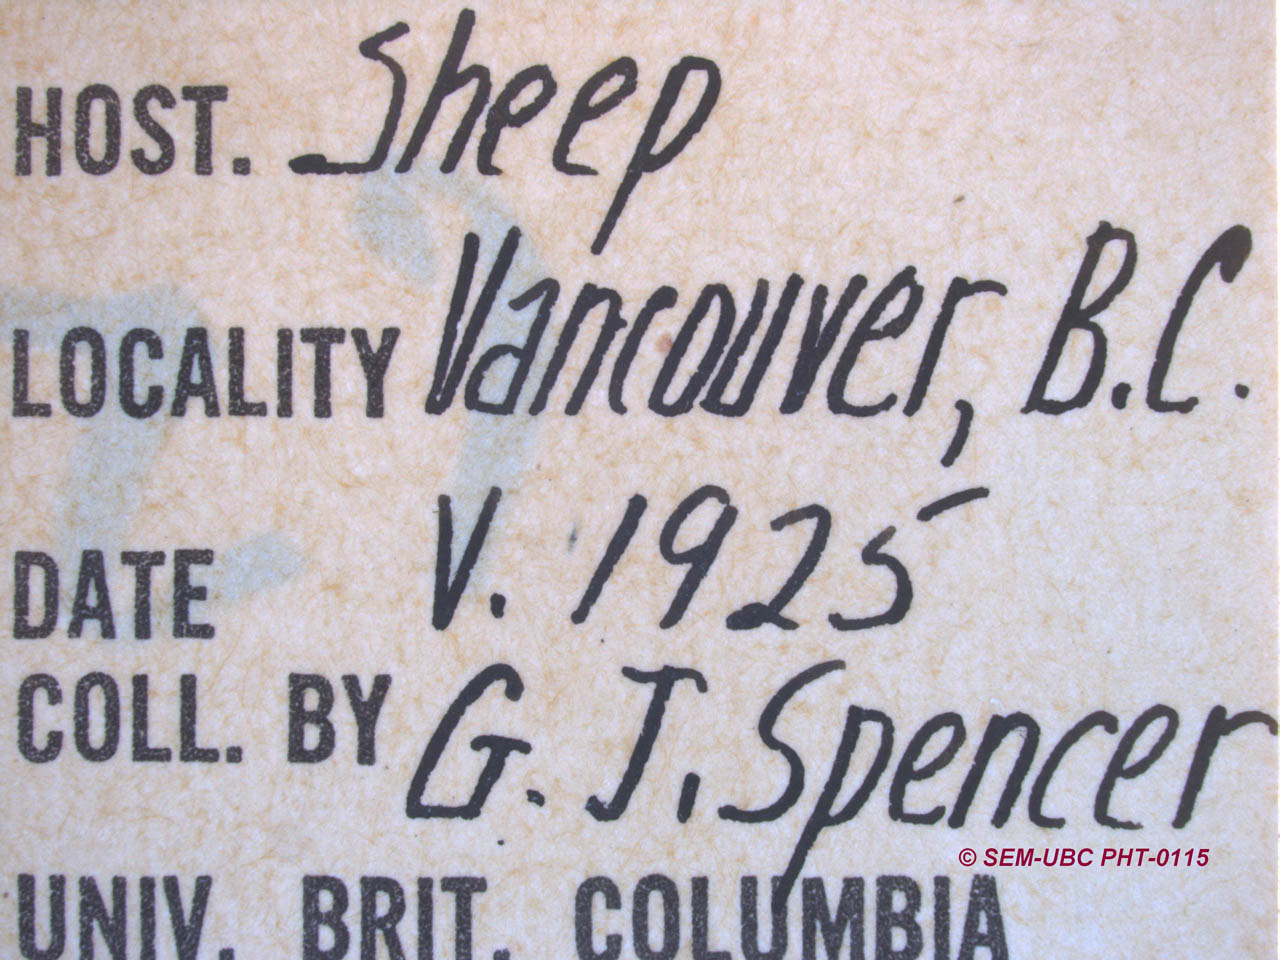 HOST. Sheep
LOCALITY Vancouver, B.C.
DATE V. 1925
COLL. BY G. J. Spencer
© SEM-UBC PHT-0115
UNIV. BRIT. COLUMBIA